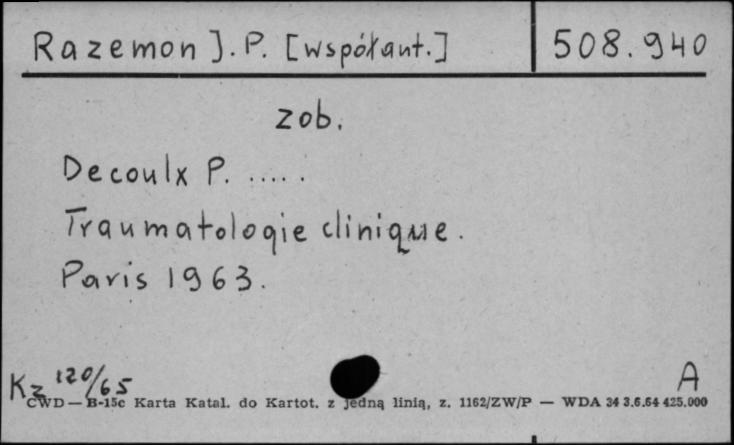 Razemon J. P. [współaut.] 508.940
zob.
Decoulx P. .....
Traumatologie clinique.
Paris 1963.
Kz 120/65 A
CWD — B-15c Karta Katal. do Kartot. z jedną linią, z. 1162/ZW/P — WDA 34 3.6.64 425.000